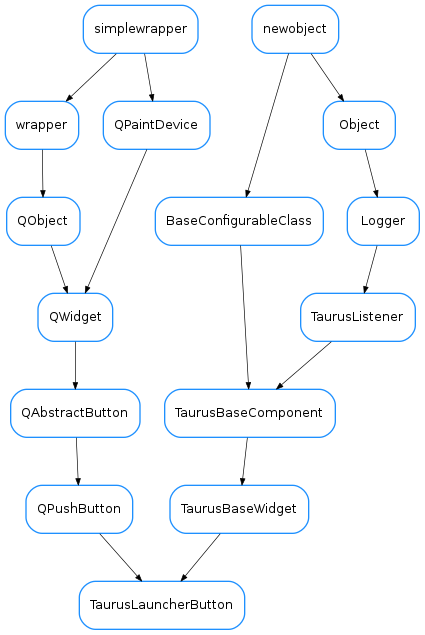 simplewrapper
newobject
wrapper
QPaintDevice
Object
QObject
BaseConfigurableClass
Logger
QWidget
TaurusListener
QAbstractButton
TaurusBaseComponent
QPushButton
TaurusBaseWidget
TaurusLauncherButton